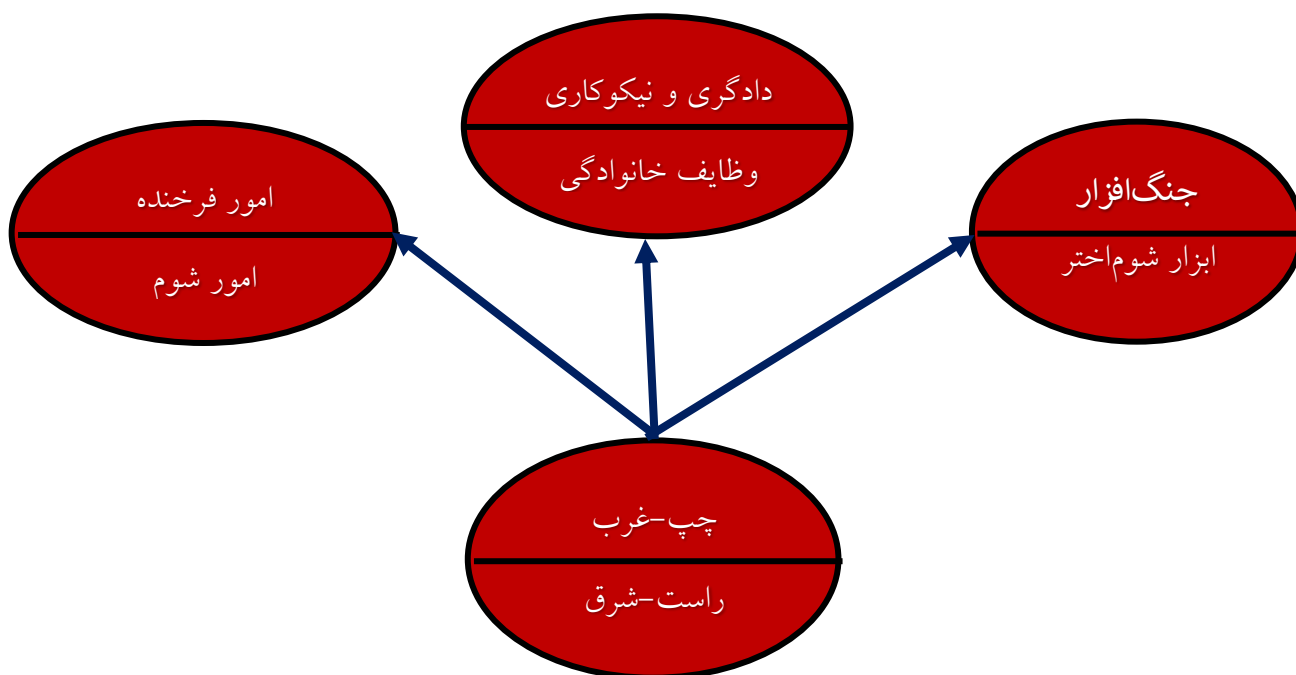 دادگری و نیکوکاری
وظایف خانوادگی
جنگ‌افزار
ابزار شوم‌اختر
امور فرخنده
امور شوم
چپ-غرب
راست-شرق